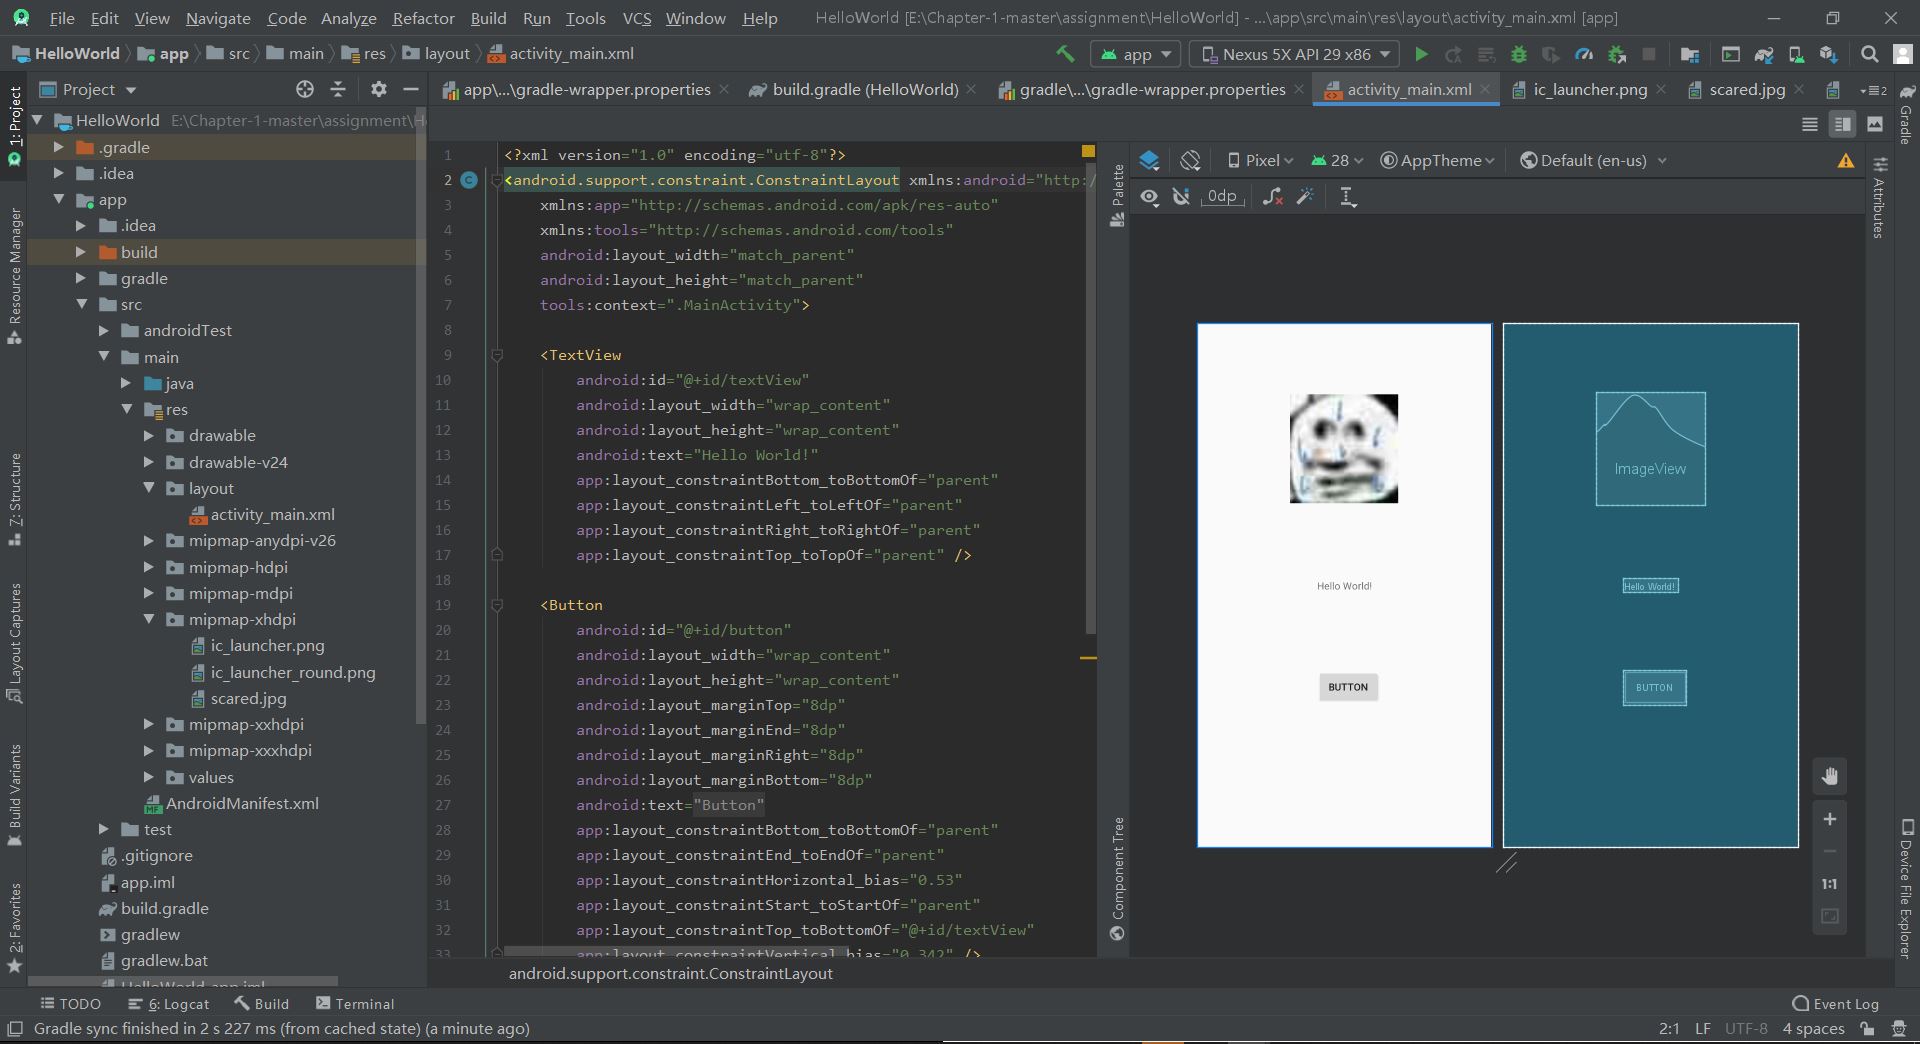 File Edit View Navigate Code Analyze Refactor Build Run Tools VCS Window Help HelloWorld [E:\Chapter-1-master\assignment\HelloWorld] - ...\app\src\main\res\layout\activity_main.xml [app]
HelloWorld app src main res layout activity_main.xml app Nexus 5X API 29 x86
Project
app\...\gradle-wrapper.properties build.gradle (HelloWorld) gradle\...\gradle-wrapper.properties activity_main.xml ic_launcher.png scared.jpg 2
1: Project
Resource Manager
7: Structure
Layout Captures
Build Variants
2: Favorites
HelloWorld E:\Chapter-1-master\assignment\H
.gradle
.idea
app
.idea
build
gradle
src
androidTest
main
java
res
drawable
drawable-v24
layout
activity_main.xml
mipmap-anydpi-v26
mipmap-hdpi
mipmap-mdpi
mipmap-xhdpi
ic_launcher.png
ic_launcher_round.png
scared.jpg
mipmap-xxhdpi
mipmap-xxxhdpi
values
AndroidManifest.xml
test
.gitignore
app.iml
build.gradle
gradlew
gradlew.bat
HelloWorld-app.iml
1 <?xml version="1.0" encoding="utf-8"?>
2 <android.support.constraint.ConstraintLayout xmlns:android="http:/
3 xmlns:app="http://schemas.android.com/apk/res-auto"
4 xmlns:tools="http://schemas.android.com/tools"
5 android:layout_width="match_parent"
6 android:layout_height="match_parent"
7 tools:context=".MainActivity">
8
9 <TextView
10 android:id="@+id/textView"
11 android:layout_width="wrap_content"
12 android:layout_height="wrap_content"
13 android:text="Hello World!"
14 app:layout_constraintBottom_toBottomOf="parent"
15 app:layout_constraintLeft_toLeftOf="parent"
16 app:layout_constraintRight_toRightOf="parent"
17 app:layout_constraintTop_toTopOf="parent" />
18
19 <Button
20 android:id="@+id/button"
21 android:layout_width="wrap_content"
22 android:layout_height="wrap_content"
23 android:layout_marginTop="8dp"
24 android:layout_marginEnd="8dp"
25 android:layout_marginRight="8dp"
26 android:layout_marginBottom="8dp"
27 android:text="Button"
28 app:layout_constraintBottom_toBottomOf="parent"
29 app:layout_constraintEnd_toEndOf="parent"
30 app:layout_constraintHorizontal_bias="0.53"
31 app:layout_constraintStart_toStartOf="parent"
32 app:layout_constraintTop_toBottomOf="@+id/textView"
33 app:layout_constraintVertical_bias="0.342" />
android.support.constraint.ConstraintLayout
Palette
Component Tree
Pixel 28 AppTheme Default (en-us)
0dp
Hello World!
BUTTON
ImageView
Hello World!
BUTTON
1:1
Attributes
Gradle
Device File Explorer
TODO 6: Logcat Build Terminal Event Log
Gradle sync finished in 2 s 227 ms (from cached state) (a minute ago) 2:1 LF UTF-8 4 spaces